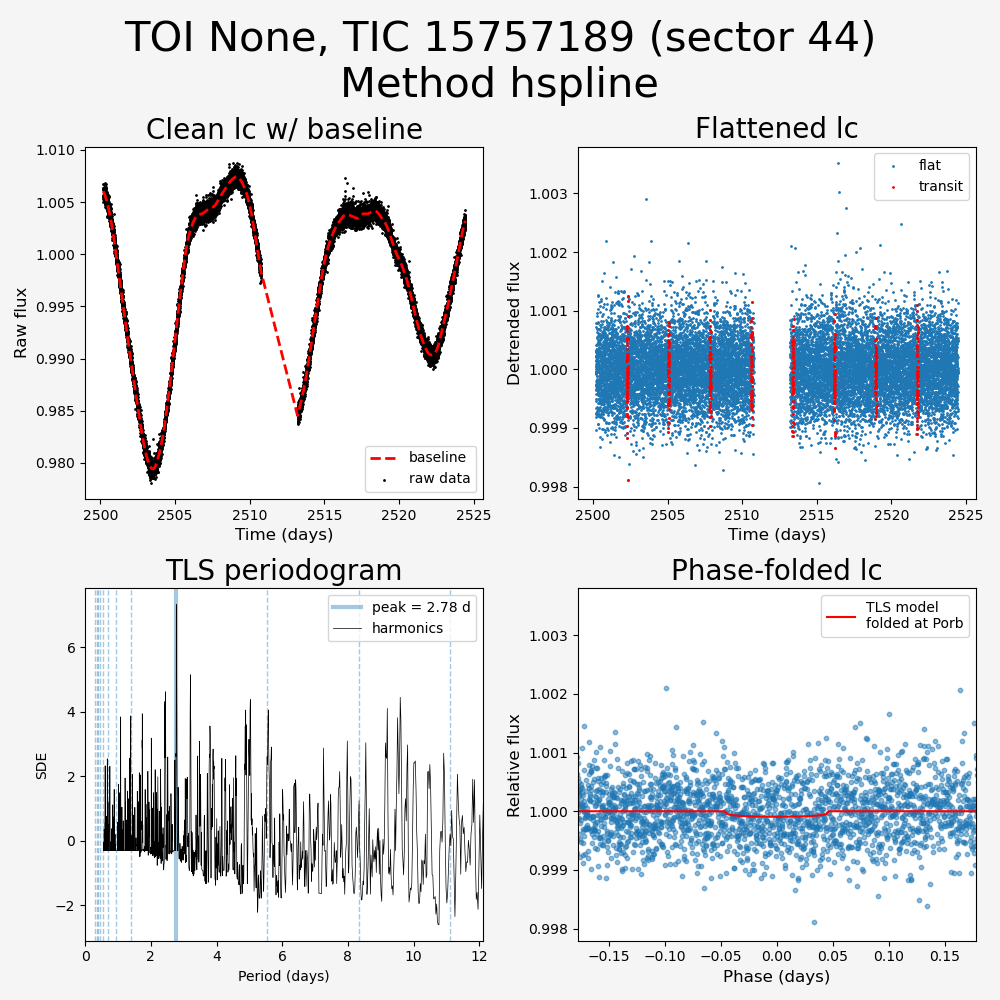 TOI None, TIC 15757189 (sector 44)
Method hspline
Clean lc w/ baseline
Raw flux
1.010
1.005
1.000
0.995
0.990
0.985
0.980
baseline
raw data
2500 2505 2510 2515 2520 2525
Time (days)
Flattened lc
Detrended flux
1.003
1.002
1.001
1.000
0.999
0.998
flat
transit
2500 2505 2510 2515 2520 2525
Time (days)
TLS periodogram
SDE
6
4
2
0
−2
peak = 2.78 d
harmonics
0 2 4 6 8 10 12
Period (days)
Phase-folded lc
Relative flux
1.003
1.002
1.001
1.000
0.999
0.998
TLS model
folded at Porb
−0.15 −0.10 −0.05 0.00 0.05 0.10 0.15
Phase (days)